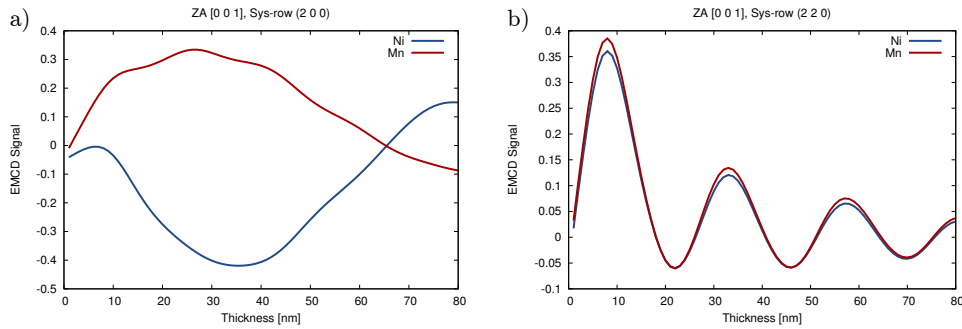 a)
ZA [0 0 1], Sys-row (2 0 0)
EMCD Signal
0.4
0.3
0.2
0.1
0
-0.1
-0.2
-0.3
-0.4
-0.5
Ni
Mn
0 10 20 30 40 50 60 70 80
Thickness [nm]
b)
ZA [0 0 1], Sys-row (2 2 0)
EMCD Signal
0.4
0.35
0.3
0.25
0.2
0.15
0.1
0.05
0
-0.05
-0.1
Ni
Mn
0 10 20 30 40 50 60 70 80
Thickness [nm]